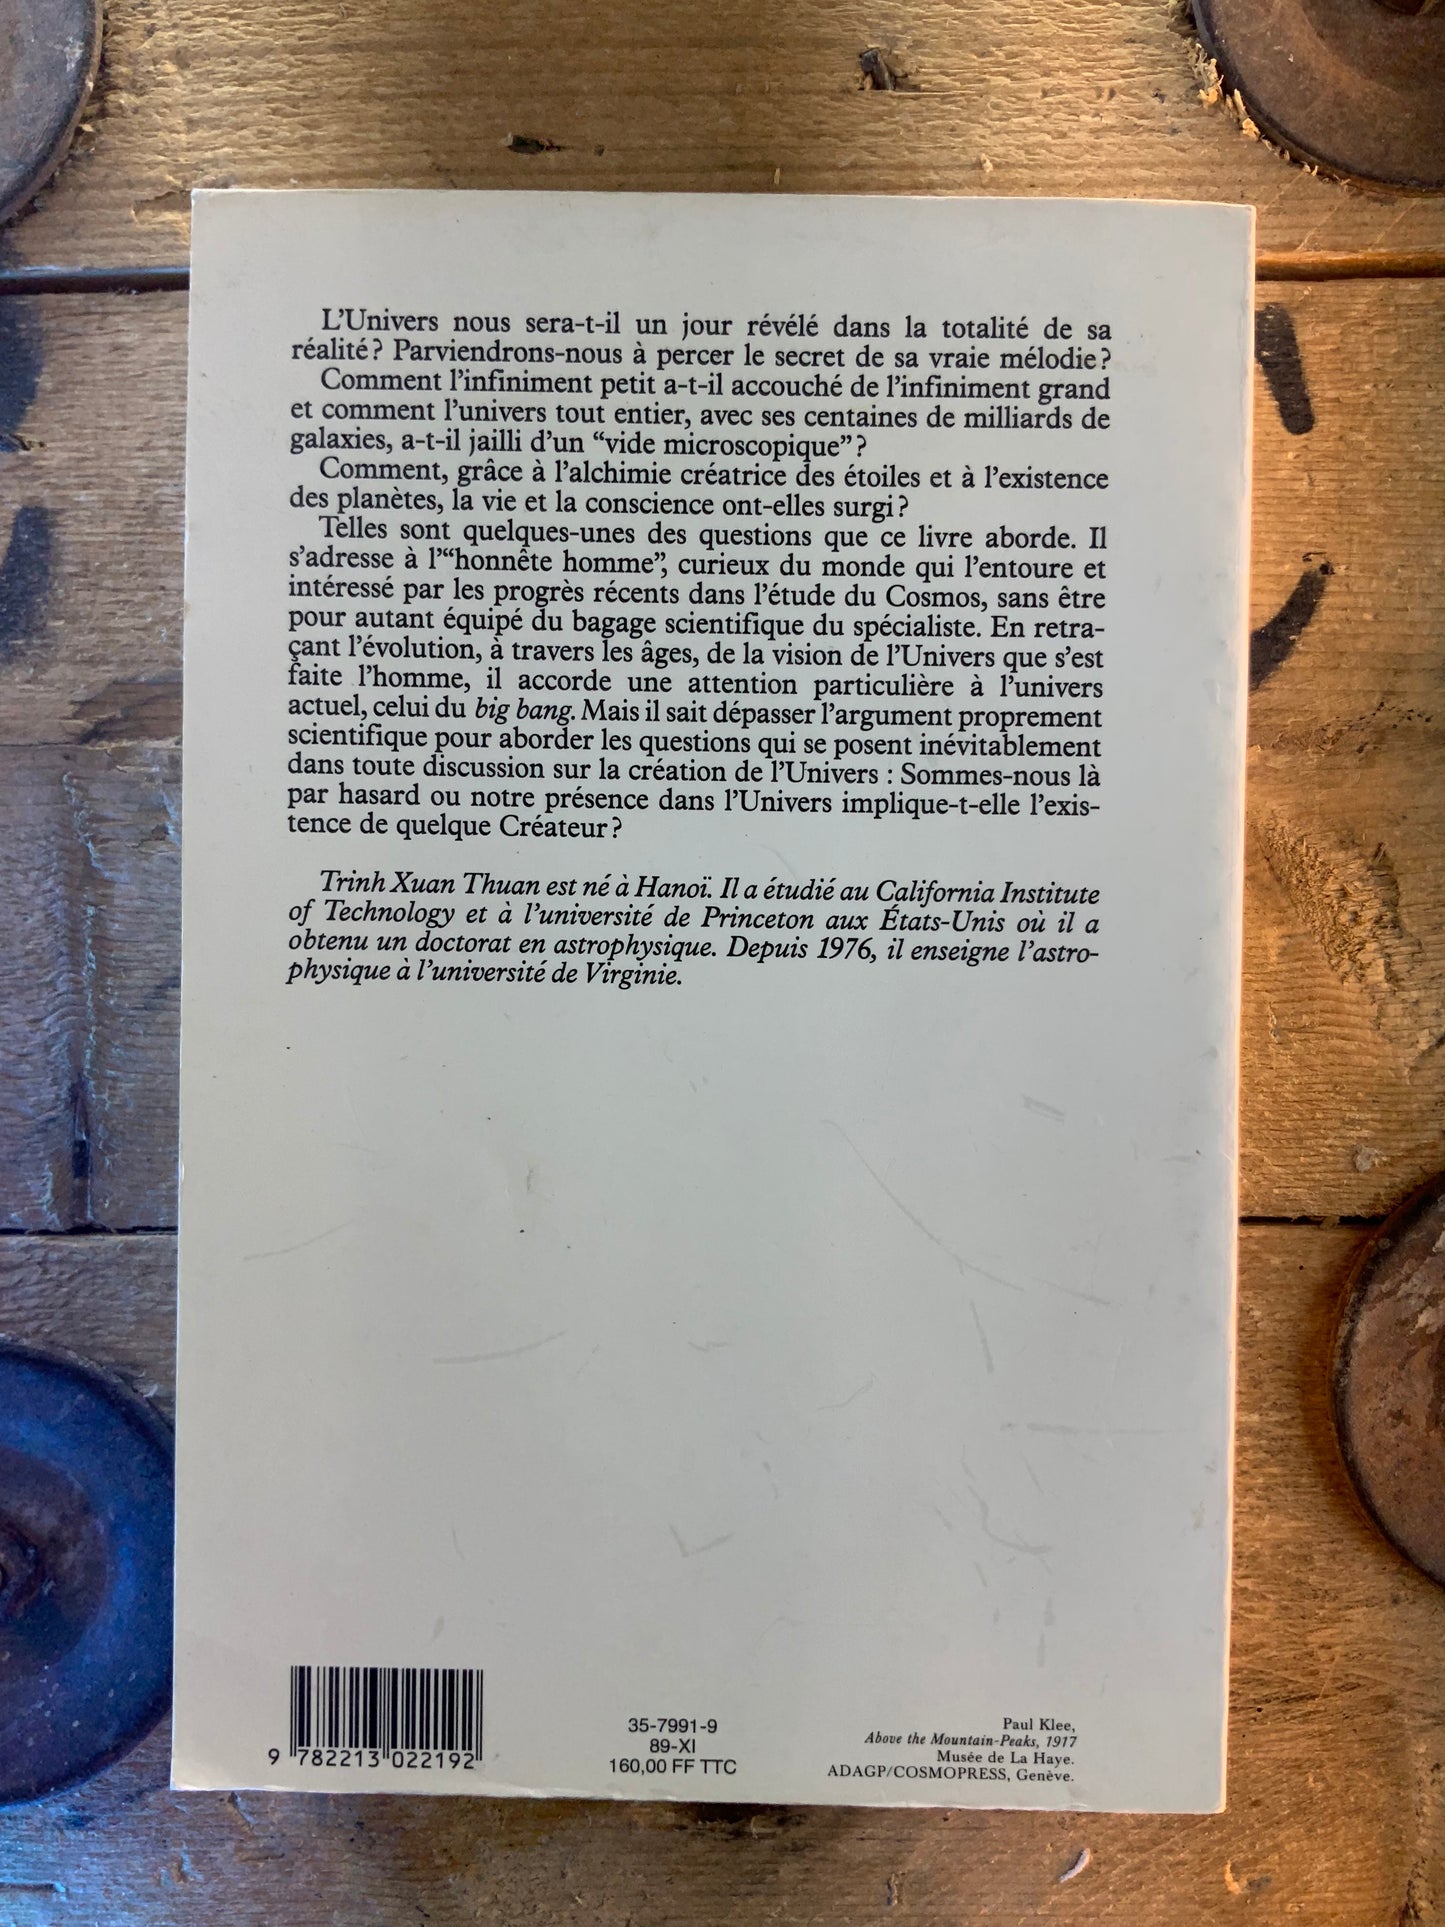 L’Univers nous sera-t-il un jour révélé dans la totalité de sa
réalité ? Parviendrons-nous à percer le secret de sa vraie mélodie ?
Comment l’infiniment petit a-t-il accouché de l’infiniment grand
et comment l’univers tout entier, avec ses centaines de milliards de
galaxies, a-t-il jailli d’un “vide microscopique” ?
Comment, grâce à l’alchimie créatrice des étoiles et à l’existence
des planètes, la vie et la conscience ont-elles surgi ?
Telles sont quelques-unes des questions que ce livre aborde. Il
s’adresse à l’“honnête homme”, curieux du monde qui l’entoure et
intéressé par les progrès récents dans l’étude du Cosmos, sans être
pour autant équipé du bagage scientifique du spécialiste. En retra-
çant l’évolution, à travers les âges, de la vision de l’Univers que s’est
faite l’homme, il accorde une attention particulière à l’univers
actuel, celui du big bang. Mais il sait dépasser l’argument proprement
scientifique pour aborder les questions qui se posent inévitablement
dans toute discussion sur la création de l’Univers : Sommes-nous là
par hasard ou notre présence dans l’Univers implique-t-elle l’exis-
tence de quelque Créateur ?
Trinh Xuan Thuan est né à Hanoï. Il a étudié au California Institute
of Technology et à l’université de Princeton aux États-Unis où il a
obtenu un doctorat en astrophysique. Depuis 1976, il enseigne l’astro-
physique à l’université de Virginie.
9 782213 022192
35-7991-9
89-XI
160,00 FF TTC
Paul Klee,
Above the Mountain-Peaks, 1917
Musée de La Haye.
ADAGP/COSMOPRESS, Genève.